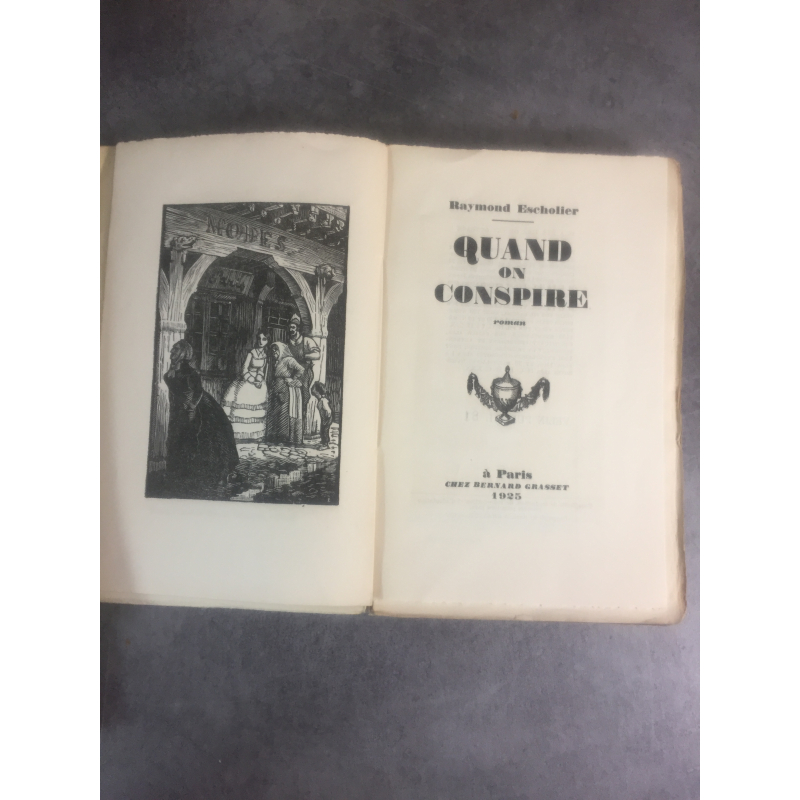 MODES
Raymond Escholier
QUAND
ON
CONSPIRE
roman
à Paris
CHEZ BERNARD GRASSET
1925